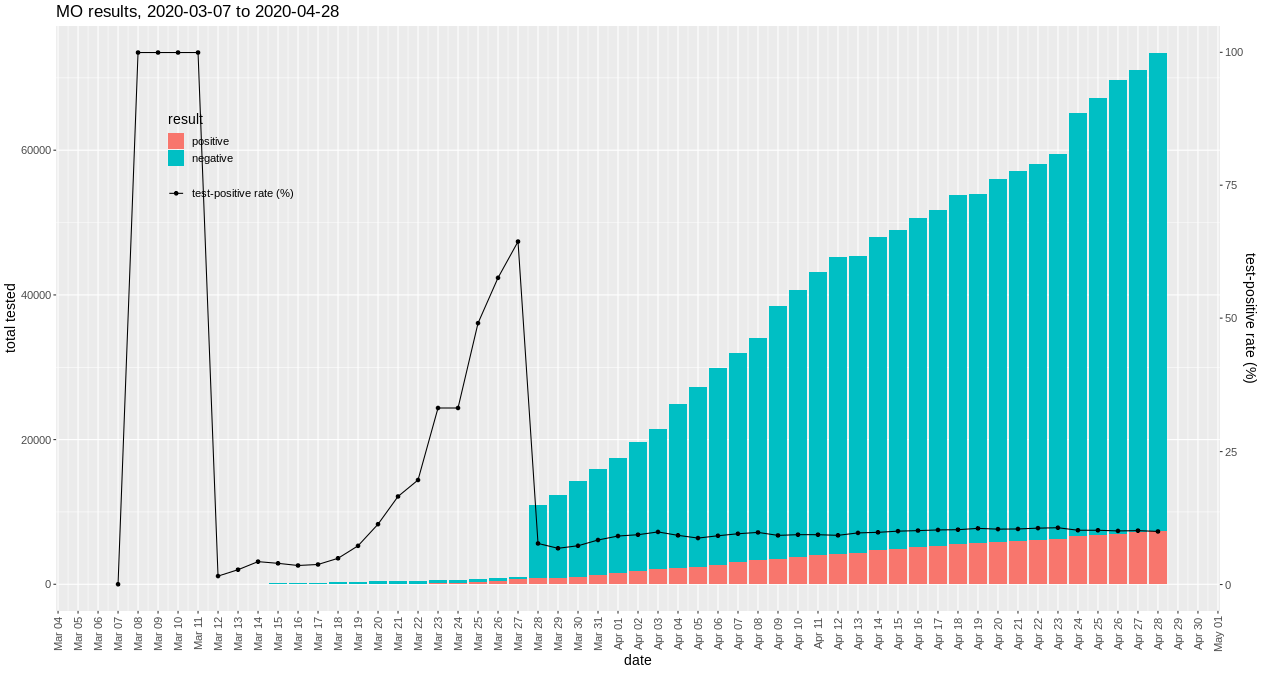 MO results, 2020-03-07 to 2020-04-28
result
positive
negative
test-positive rate (%)
total tested
60000
40000
20000
0
100
75
50
25
0
test-positive rate (%)
Mar 04
Mar 05
Mar 06
Mar 07
Mar 08
Mar 09
Mar 10
Mar 11
Mar 12
Mar 13
Mar 14
Mar 15
Mar 16
Mar 17
Mar 18
Mar 19
Mar 20
Mar 21
Mar 22
Mar 23
Mar 24
Mar 25
Mar 26
Mar 27
Mar 28
Mar 29
Mar 30
Mar 31
Apr 01
Apr 02
Apr 03
Apr 04
Apr 05
Apr 06
Apr 07
Apr 08
Apr 09
Apr 10
Apr 11
Apr 12
Apr 13
Apr 14
Apr 15
Apr 16
Apr 17
Apr 18
Apr 19
Apr 20
Apr 21
Apr 22
Apr 23
Apr 24
Apr 25
Apr 26
Apr 27
Apr 28
Apr 29
Apr 30
May 01
date